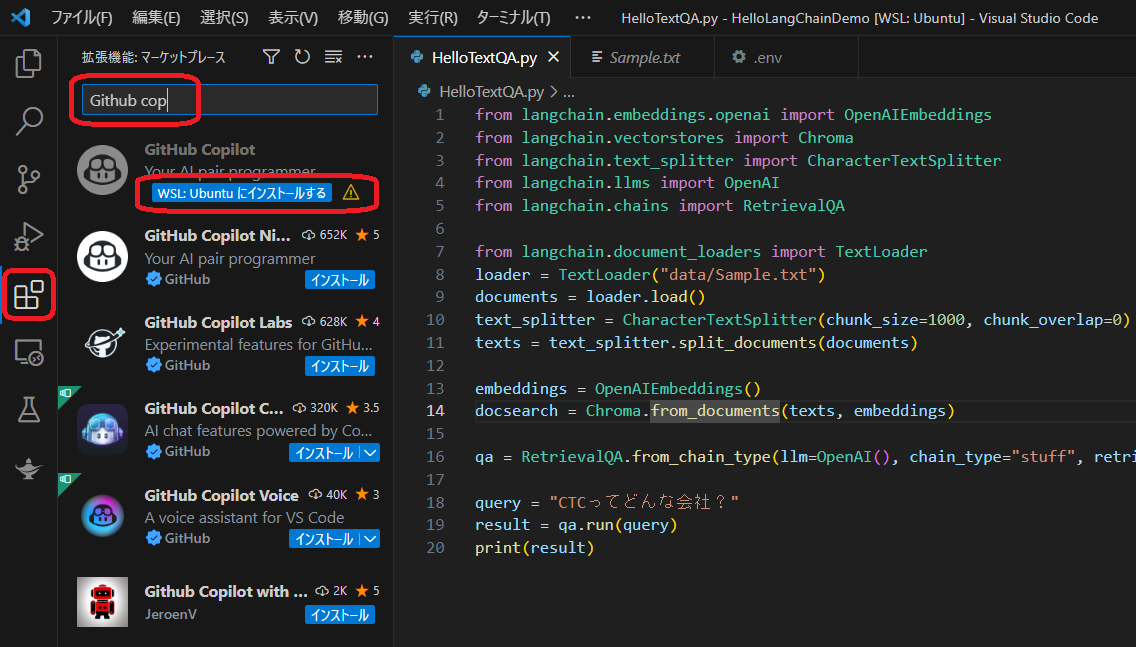 ファイル(F) 編集(E) 選択(S) 表示(V) 移動(G) 実行(R) ターミナル(T) ··· HelloTextQA.py - HelloLangChainDemo [WSL: Ubuntu] - Visual Studio Code
拡張機能: マーケットプレース ···
Github cop
GitHub Copilot
Your AI pair programmer
WSL: Ubuntu にインストールする
GitHub Copilot Ni... 652K ★ 5
Your AI pair programmer
GitHub インストール
GitHub Copilot Labs 628K ★ 4
Experimental features for GitHu...
GitHub インストール
GitHub Copilot C... 320K ★ 3.5
AI chat features powered by Co...
GitHub インストール
GitHub Copilot Voice 40K ★ 3
A voice assistant for VS Code
GitHub インストール
Github Copilot with ... 2K ★ 5
JeroenV インストール
HelloTextQA.py × Sample.txt .env
HelloTextQA.py > ...
1 from langchain.embeddings.openai import OpenAIEmbeddings
2 from langchain.vectorstores import Chroma
3 from langchain.text_splitter import CharacterTextSplitter
4 from langchain.llms import OpenAI
5 from langchain.chains import RetrievalQA
6
7 from langchain.document_loaders import TextLoader
8 loader = TextLoader("data/Sample.txt")
9 documents = loader.load()
10 text_splitter = CharacterTextSplitter(chunk_size=1000, chunk_overlap=0)
11 texts = text_splitter.split_documents(documents)
12
13 embeddings = OpenAIEmbeddings()
14 docsearch = Chroma.from_documents(texts, embeddings)
15
16 qa = RetrievalQA.from_chain_type(llm=OpenAI(), chain_type="stuff", retri
17
18 query = "CTCってどんな会社？"
19 result = qa.run(query)
20 print(result)